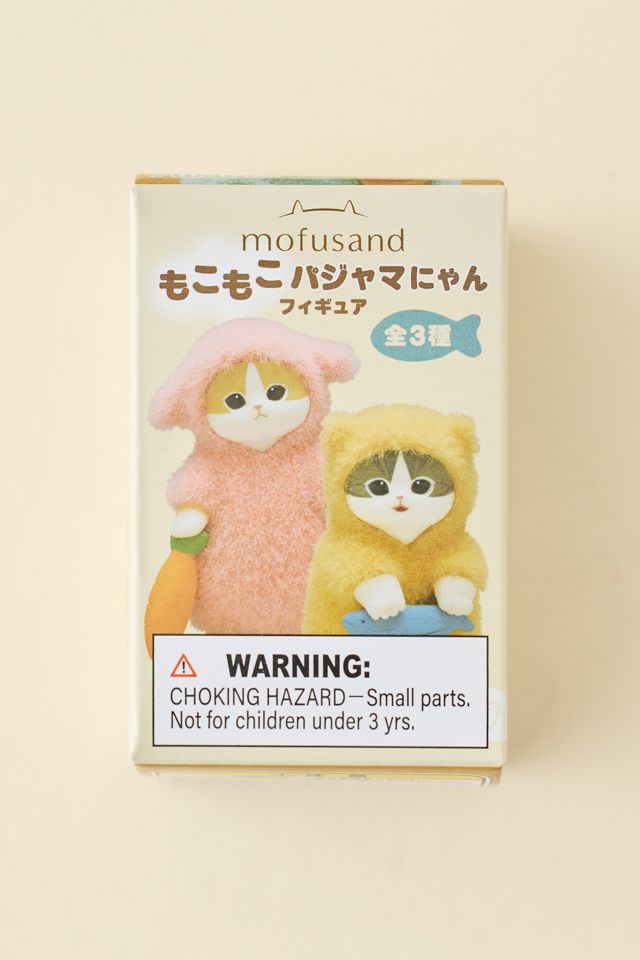 mofusand
もこもこパジャマにゃん
フィギュア
全3種
WARNING:
CHOKING HAZARD—Small parts.
Not for children under 3 yrs.